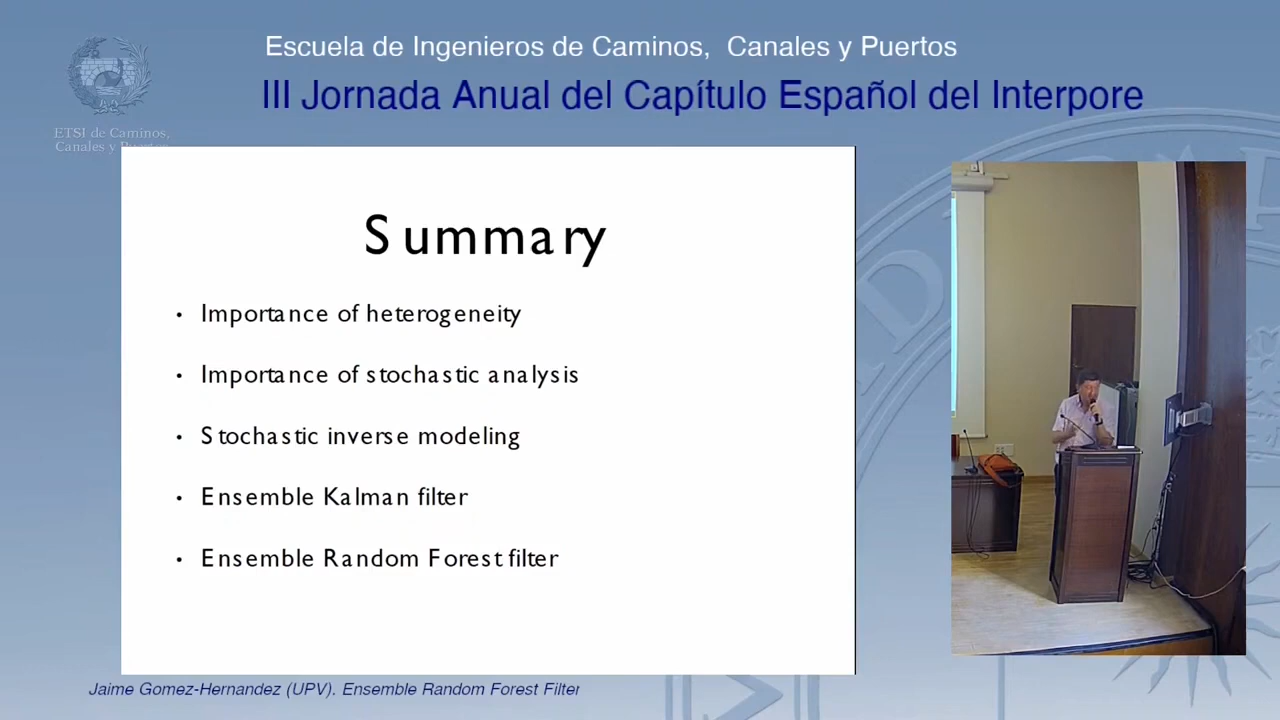 Escuela de Ingenieros de Caminos, Canales y Puertos
III Jornada Anual del Capítulo Español del Interpore
ETSI de Caminos,
Canales y Puertos
Summary
• Importance of heterogeneity
• Importance of stochastic analysis
• Stochastic inverse modeling
• Ensemble Kalman filter
• Ensemble Random Forest filter
Jaime Gomez-Hernandez (UPV). Ensemble Random Forest Filter